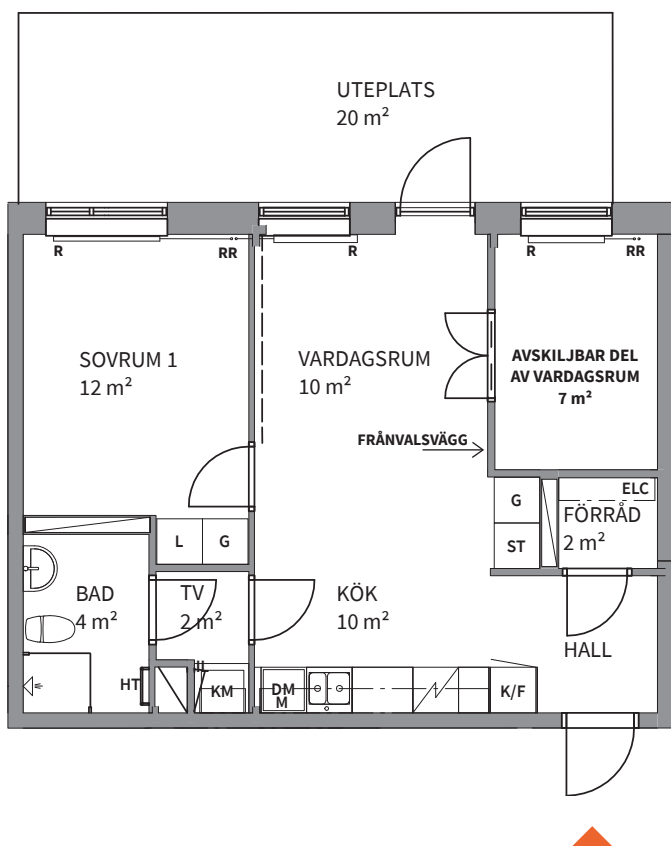 UTEPLATS
20 m²
R
RR
R
R
RR
SOVRUM 1
12 m²
VARDAGSRUM
10 m²
AVSKILJBAR DEL
AV VARDAGSRUM
7 m²
FRÅNVALSVÄGG
ELC
G
FÖRRÅD
2 m²
ST
L
G
BAD
4 m²
TV
2 m²
KÖK
10 m²
HALL
HT
KM
DM
M
K/F